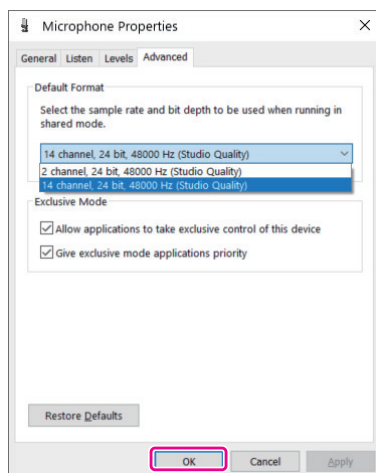 Microphone Properties
General Listen Levels Advanced
Default Format
Select the sample rate and bit depth to be used when running in
shared mode.
14 channel, 24 bit, 48000 Hz (Studio Quality)
2 channel, 24 bit, 48000 Hz (Studio Quality)
14 channel, 24 bit, 48000 Hz (Studio Quality)
Exclusive Mode
Allow applications to take exclusive control of this device
Give exclusive mode applications priority
Restore Defaults
OK Cancel Apply